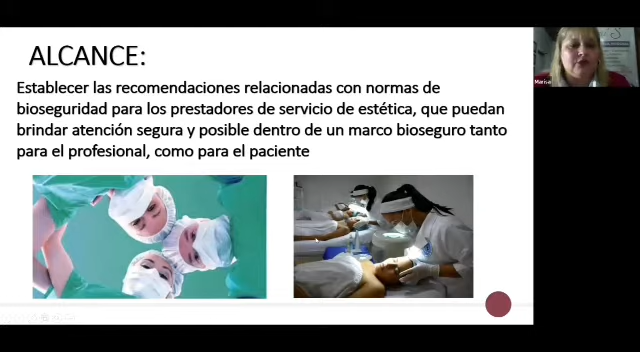 ALCANCE:
Establecer las recomendaciones relacionadas con normas de
bioseguridad para los prestadores de servicio de estética, que puedan
brindar atención segura y posible dentro de un marco bioseguro tanto
para el profesional, como para el paciente